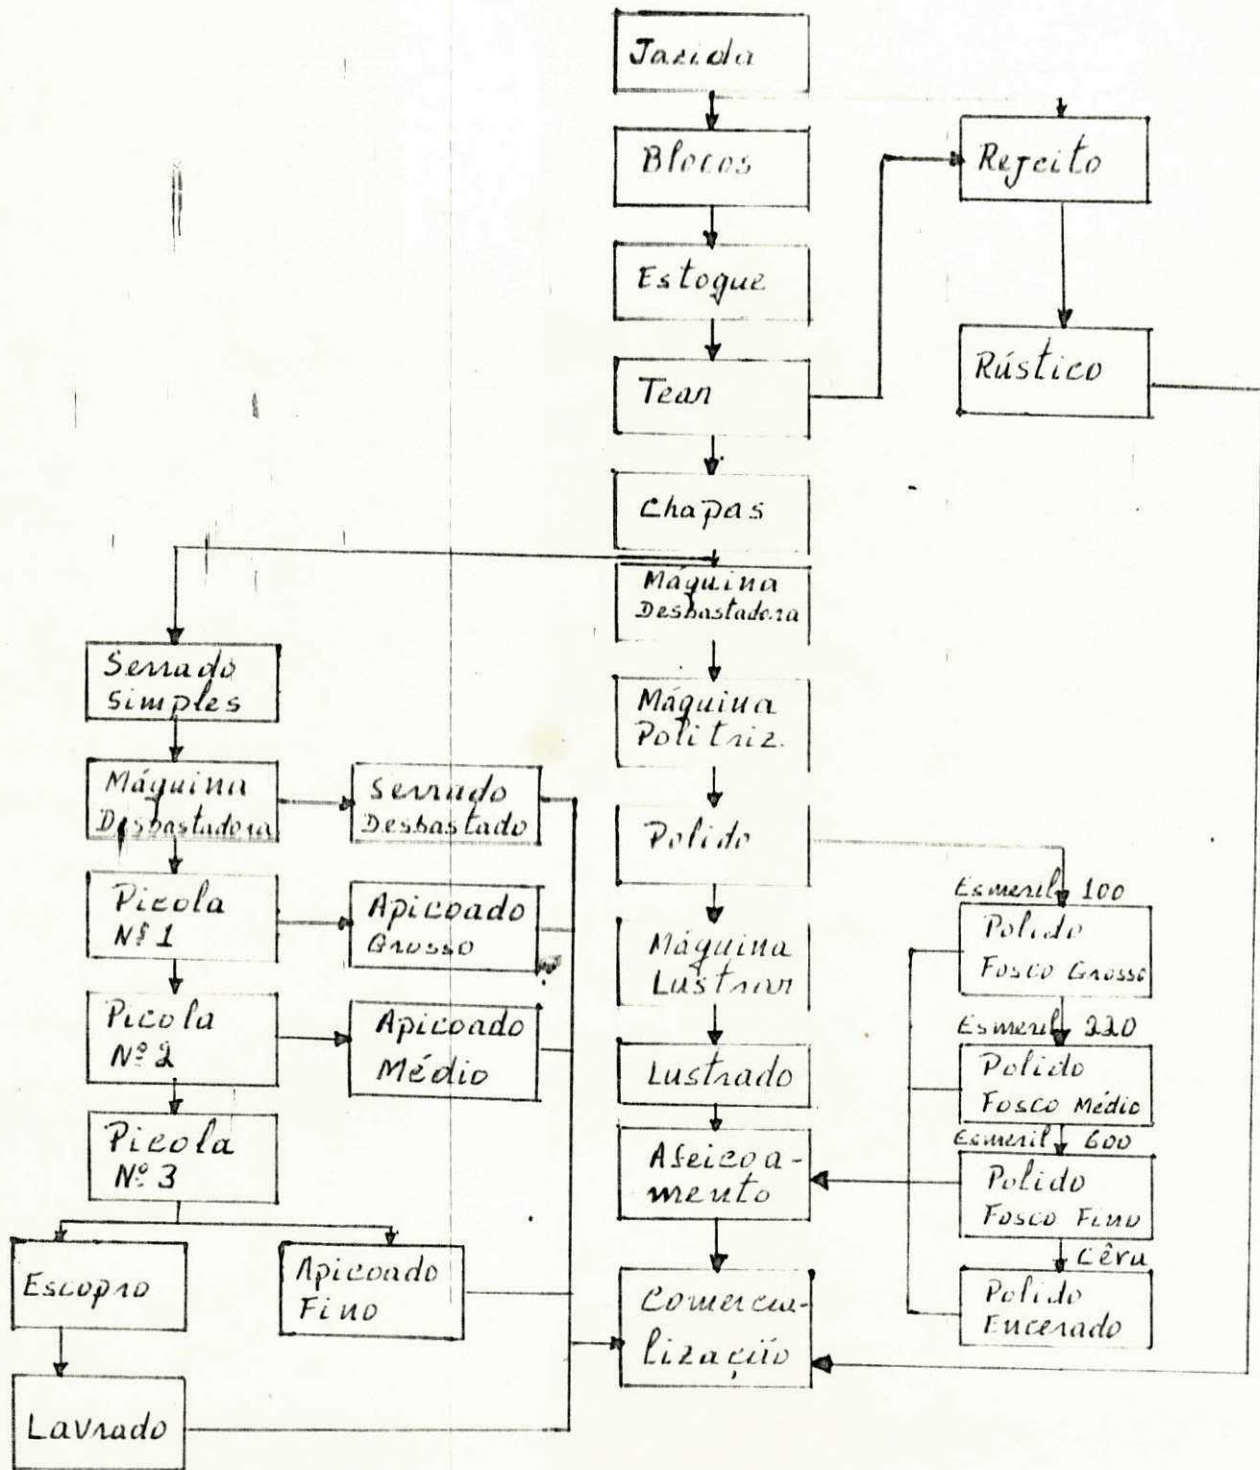 Jazida
Blocos
Rejeito
Estoque
Rústico
Tear
Chapas
Máquina
Desbastadora
Serrado
Simples
Máquina
Politriz.
Máquina
Desbastadora
Serrado
Desbastado
Polido
Esmeril 100
Picola
Nº 1
Apicoado
Grosso
Máquina
Lustrar
Polido
Fosco Grosso
Esmeril 220
Picola
Nº 2
Apicoado
Médio
Lustrado
Polido
Fosco Médio
Esmeril 600
Picola
Nº 3
Afeicoa-
mento
Polido
Fosco Fino
Cêra
Escopro
Apicoado
Fino
Comercia-
lização
Polido
Encerado
Lavrado